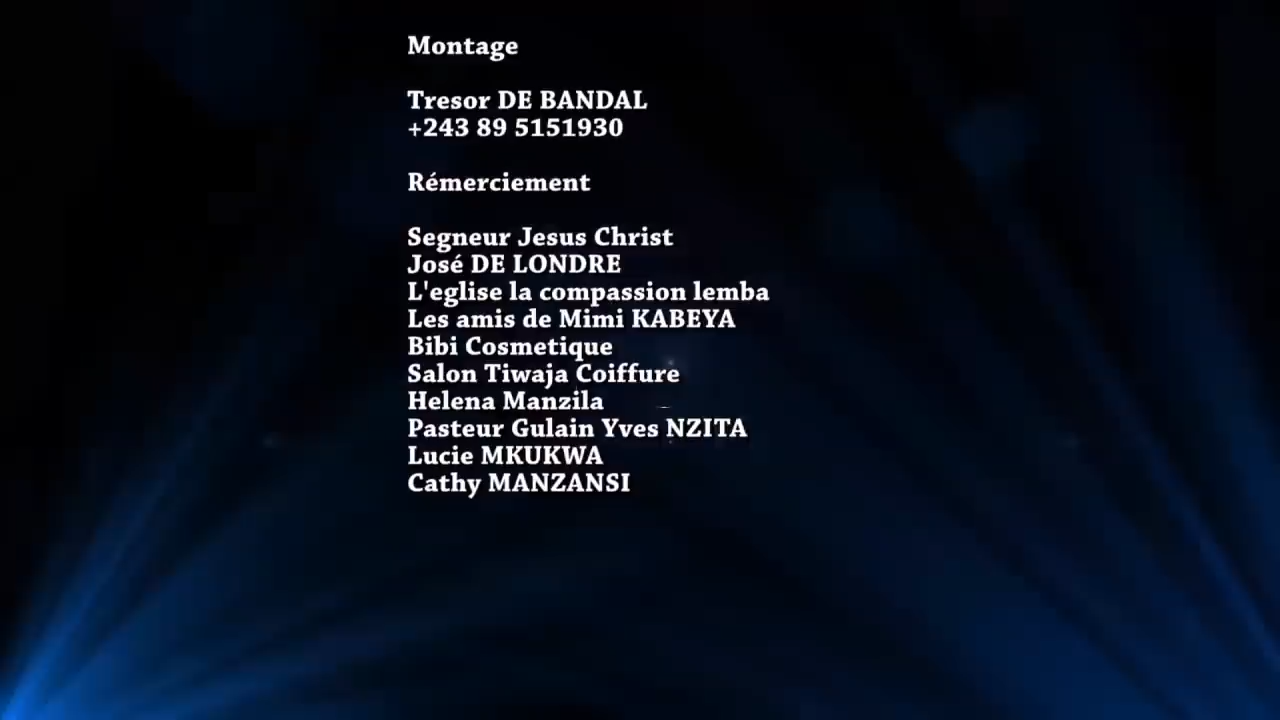 Montage
Tresor DE BANDAL
+243 89 5151930
Rémerciement
Segneur Jesus Christ
José DE LONDRE
L'eglise la compassion lemba
Les amis de Mimi KABEYA
Bibi Cosmetique
Salon Tiwaja Coiffure
Helena Manzila
Pasteur Gulain Yves NZITA
Lucie MKUKWA
Cathy MANZANSI